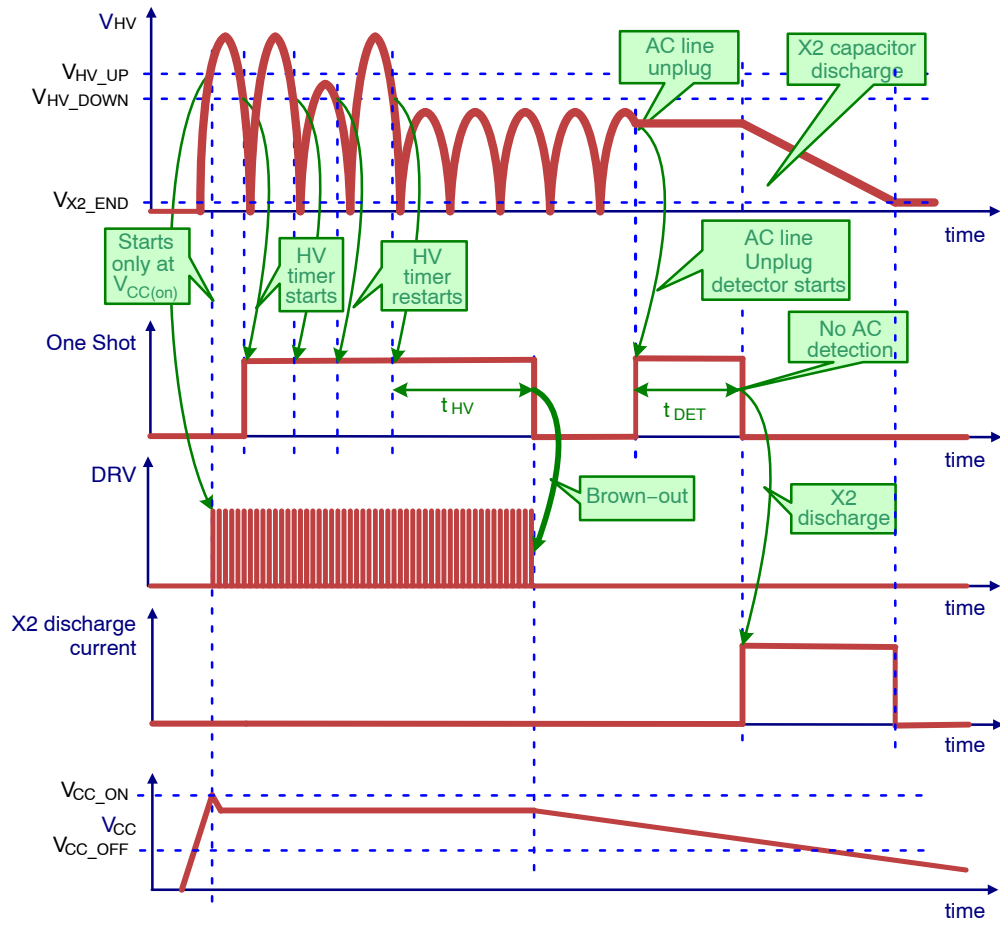 VHV
VHV_UP
VHV_DOWN
VX2_END
AC line
unplug
X2 capacitor
discharge
time
Starts
only at
VCC(on)
HV
timer
starts
HV
timer
restarts
AC line
Unplug
detector starts
One Shot
No AC
detection
tHV
tDET
time
DRV
Brown−out
X2
discharge
time
X2 discharge
current
time
VCC_ON
VCC
VCC_OFF
time